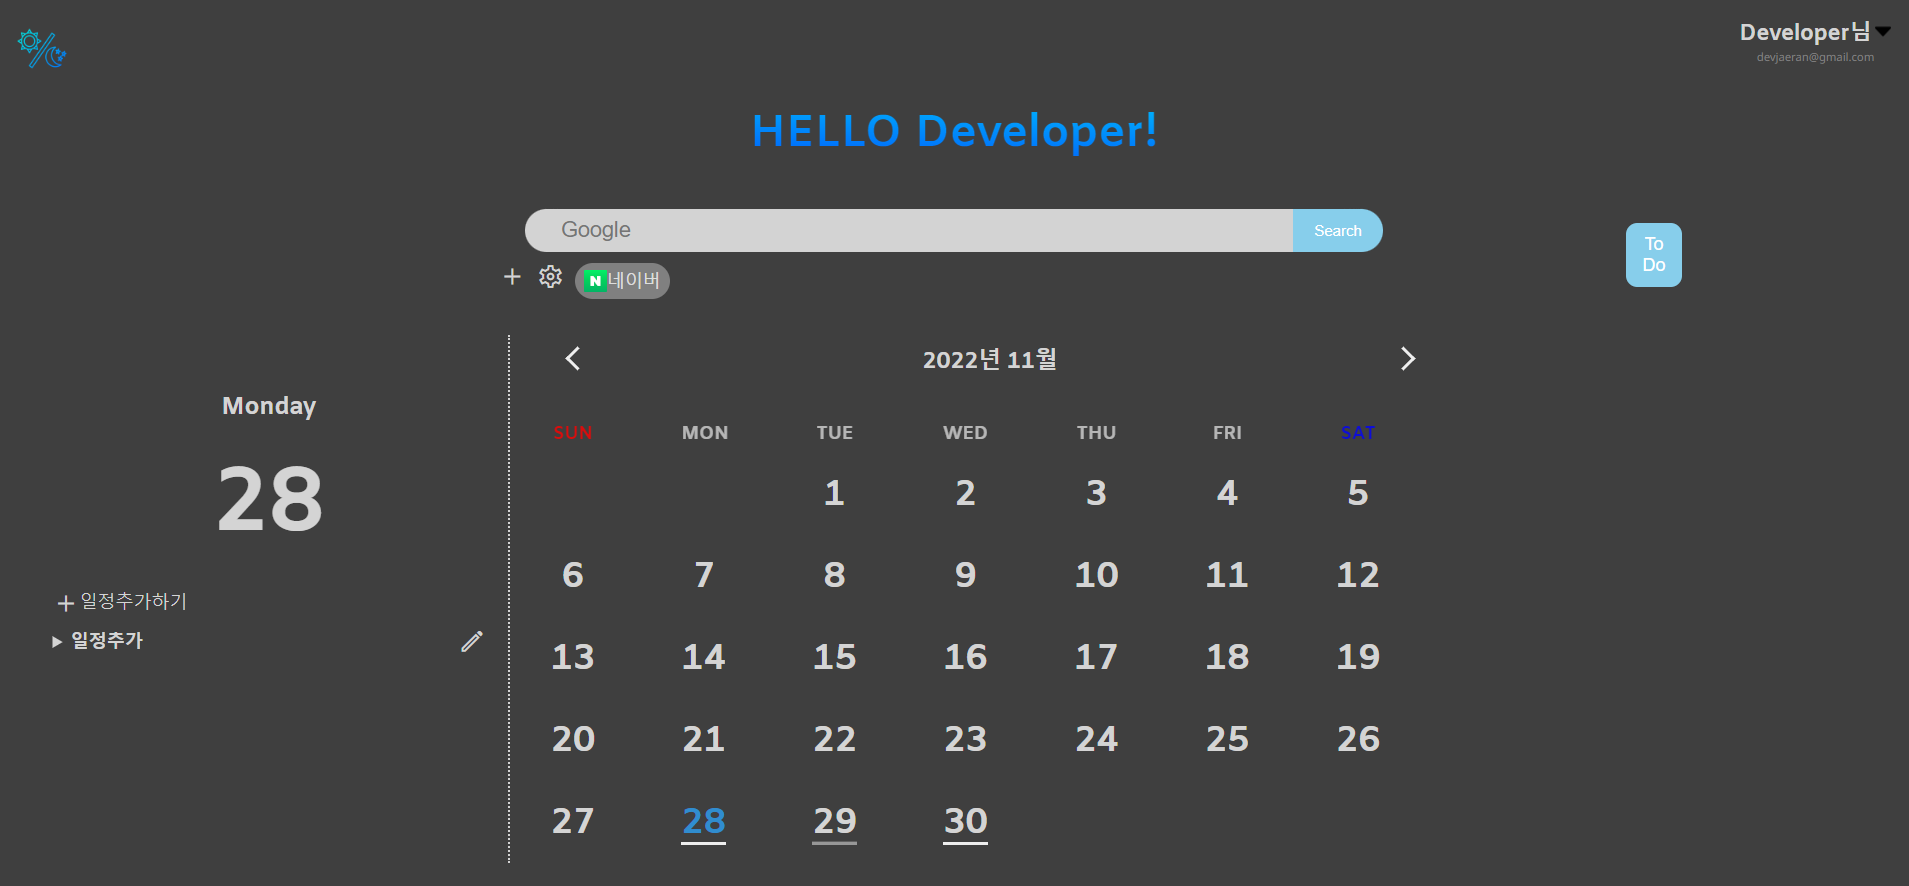 Developer님
devjaeran@gmail.com
HELLO Developer!
Google
Search
To
Do
N 네이버
2022년 11월
Monday
28
일정추가하기
일정추가
SUN MON TUE WED THU FRI SAT
1 2 3 4 5
6 7 8 9 10 11 12
13 14 15 16 17 18 19
20 21 22 23 24 25 26
27 28 29 30